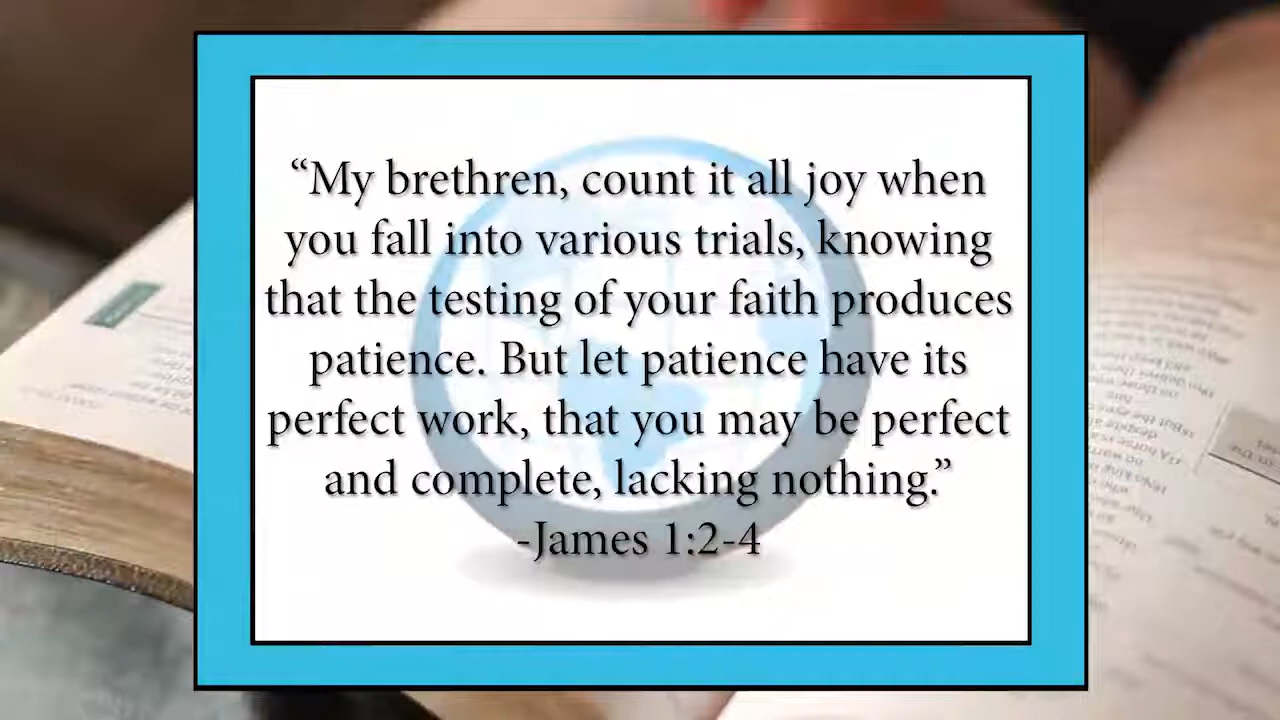 “My brethren, count it all joy when
you fall into various trials, knowing
that the testing of your faith produces
patience. But let patience have its
perfect work, that you may be perfect
and complete, lacking nothing.”
-James 1:2-4